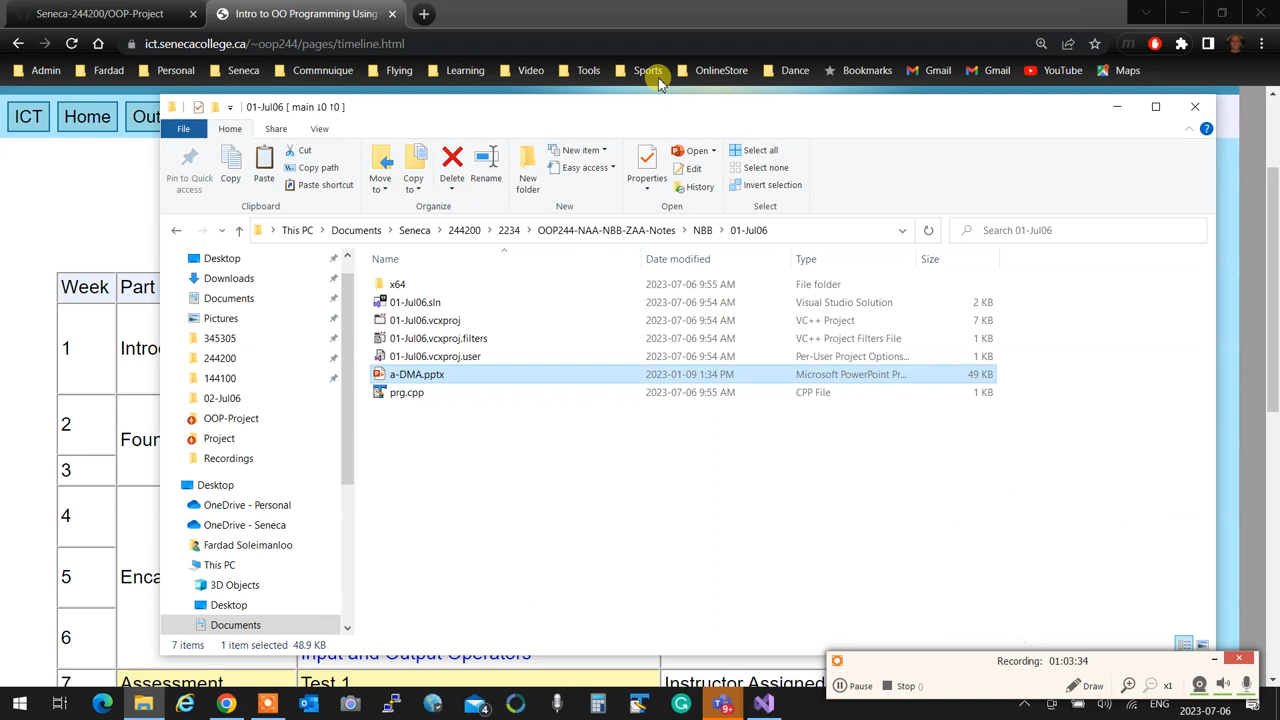 Seneca-244200/OOP-Project
Intro to OO Programming Using
ict.senecacollege.ca/~oop244/pages/timeline.html
Admin Fardad Personal Seneca Commnuique Flying Learning Video Tools Sports OnlineStore Dance Bookmarks Gmail Gmail YouTube Maps
ICT Home Out
01-Jul06 [ main ↓0 ↑0 ]
File Home Share View
Pin to Quick access
Copy
Paste
Cut
Copy path
Paste shortcut
Move to
Copy to
Delete
Rename
New folder
New item
Easy access
Properties
Open
Edit
History
Select all
Select none
Invert selection
Clipboard Organize New Open Select
This PC > Documents > Seneca > 244200 > 2234 > OOP244-NAA-NBB-ZAA-Notes > NBB > 01-Jul06
Search 01-Jul06
Desktop
Downloads
Documents
Pictures
345305
244200
144100
02-Jul06
OOP-Project
Project
Recordings
Desktop
OneDrive - Personal
OneDrive - Seneca
Fardad Soleimanloo
This PC
3D Objects
Desktop
Documents
Name Date modified Type Size
x64 2023-07-06 9:55 AM File folder
01-Jul06.sln 2023-07-06 9:54 AM Visual Studio Solution 2 KB
01-Jul06.vcxproj 2023-07-06 9:54 AM VC++ Project 7 KB
01-Jul06.vcxproj.filters 2023-07-06 9:54 AM VC++ Project Filters File 1 KB
01-Jul06.vcxproj.user 2023-07-06 9:54 AM Per-User Project Options... 1 KB
a-DMA.pptx 2023-01-09 1:34 PM Microsoft PowerPoint Pr... 49 KB
prg.cpp 2023-07-06 9:55 AM CPP File 1 KB
7 items 1 item selected 48.9 KB
Week Part
1 Intro
2 Foun
3
4
5 Enca
6
Input and Output Operators
7 Assessment Test 1 Instructor Assigned
Recording: 01:03:34
Pause Stop () Draw x1
4
9+
ENG
10:57 AM
2023-07-06